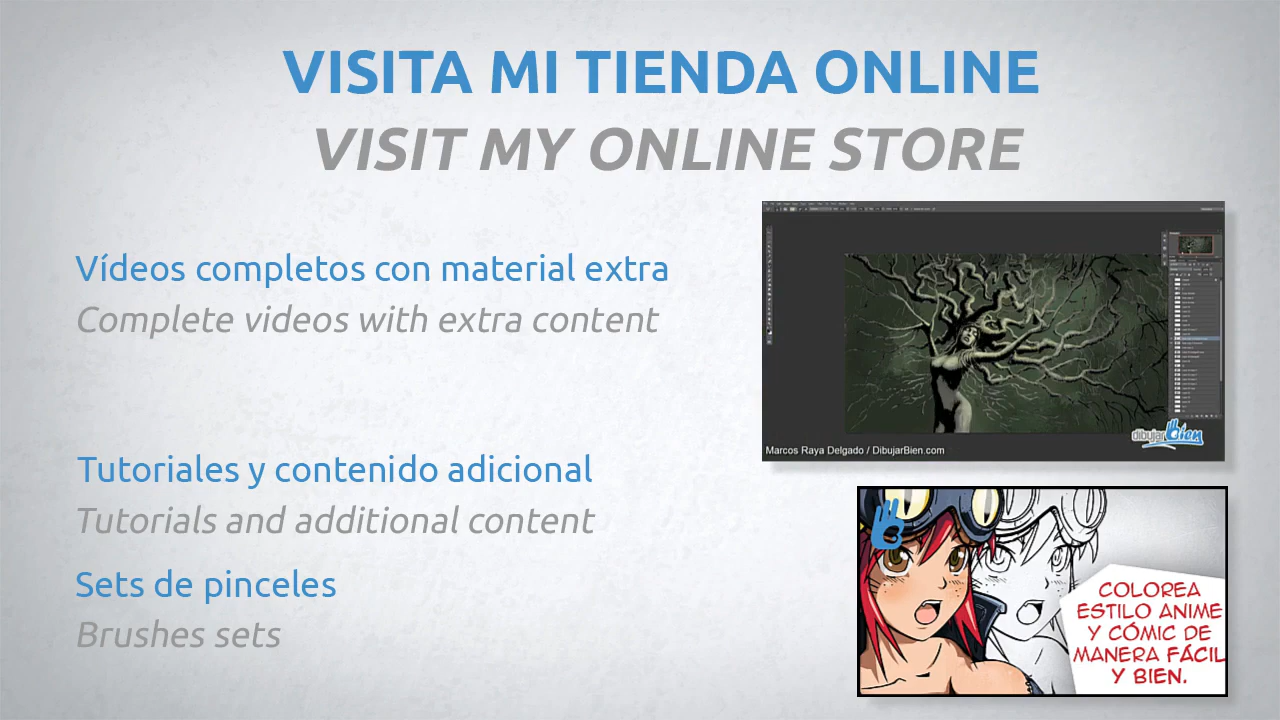 VISITA MI TIENDA ONLINE
VISIT MY ONLINE STORE
Vídeos completos con material extra
Complete videos with extra content
Marcos Raya Delgado / DibujarBien.com
dibujarBien
Tutoriales y contenido adicional
Tutorials and additional content
Sets de pinceles
Brushes sets
COLOREA
ESTILO ANIME
Y CÓMIC DE
MANERA FÁCIL
Y BIEN.